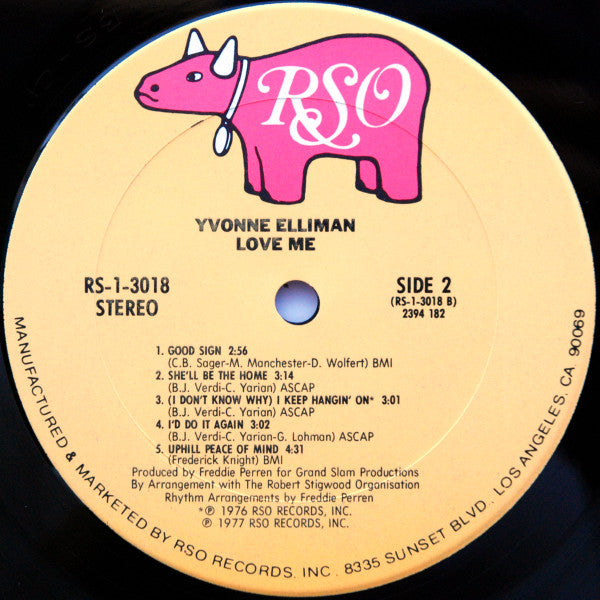 RSO
YVONNE ELLIMAN
LOVE ME
RS-1-3018
STEREO
SIDE 2
(RS-1-3018 B)
2394 182
1. GOOD SIGN 2:56
(C.B. Sager-M. Manchester-D. Wolfert) BMI
2. SHE'LL BE THE HOME 3:14
(B.J. Verdi-C. Yarian) ASCAP
3. (I DON'T KNOW WHY) I KEEP HANGIN' ON* 3:01
(B.J. Verdi-C. Yarian) ASCAP
4. I'D DO IT AGAIN 3:02
(B.J. Verdi-C. Yarian-G. Lohman) ASCAP
5. UPHILL PEACE OF MIND 4:31
(Frederick Knight) BMI
Produced by Freddie Perren for Grand Slam Productions
By Arrangement with The Robert Stigwood Organisation
Rhythm Arrangements by Freddie Perren
*℗ 1976 RSO RECORDS, INC.
℗ 1977 RSO RECORDS, INC.
MANUFACTURED & MARKETED BY RSO RECORDS, INC. 8335 SUNSET BLVD. LOS ANGELES, CA. 90069